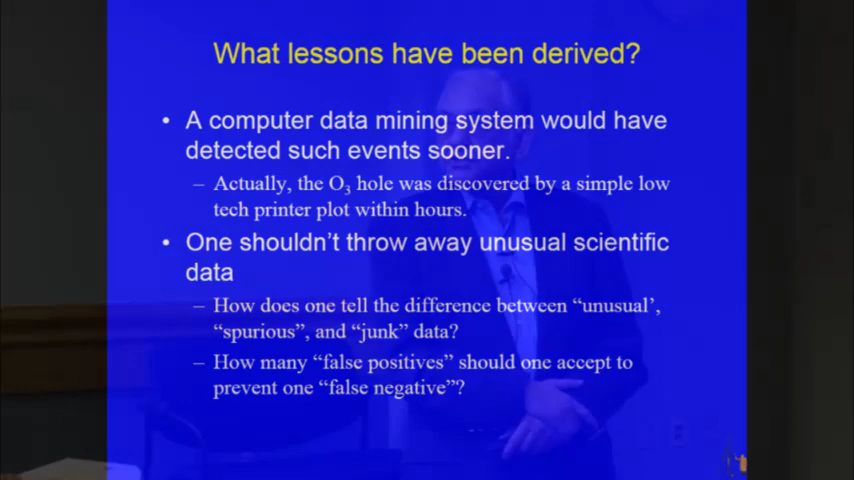 What lessons have been derived?
• A computer data mining system would have
detected such events sooner.
– Actually, the O₃ hole was discovered by a simple low
tech printer plot within hours.
• One shouldn't throw away unusual scientific
data
– How does one tell the difference between “unusual’,
“spurious”, and “junk” data?
– How many “false positives” should one accept to
prevent one “false negative”?